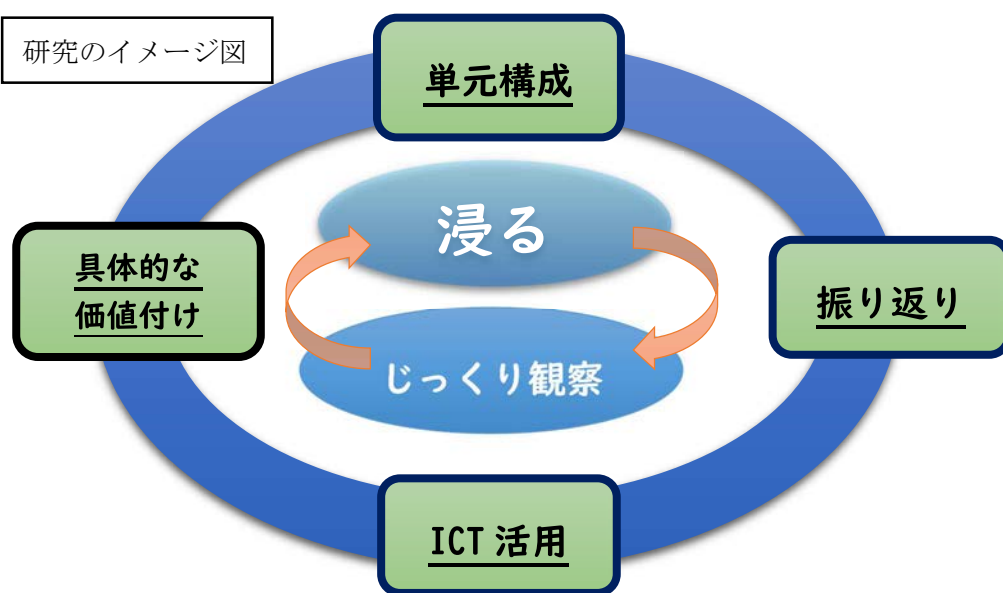 研究のイメージ図
単元構成
浸る
具体的な
価値付け
振り返り
じっくり観察
ICT 活用